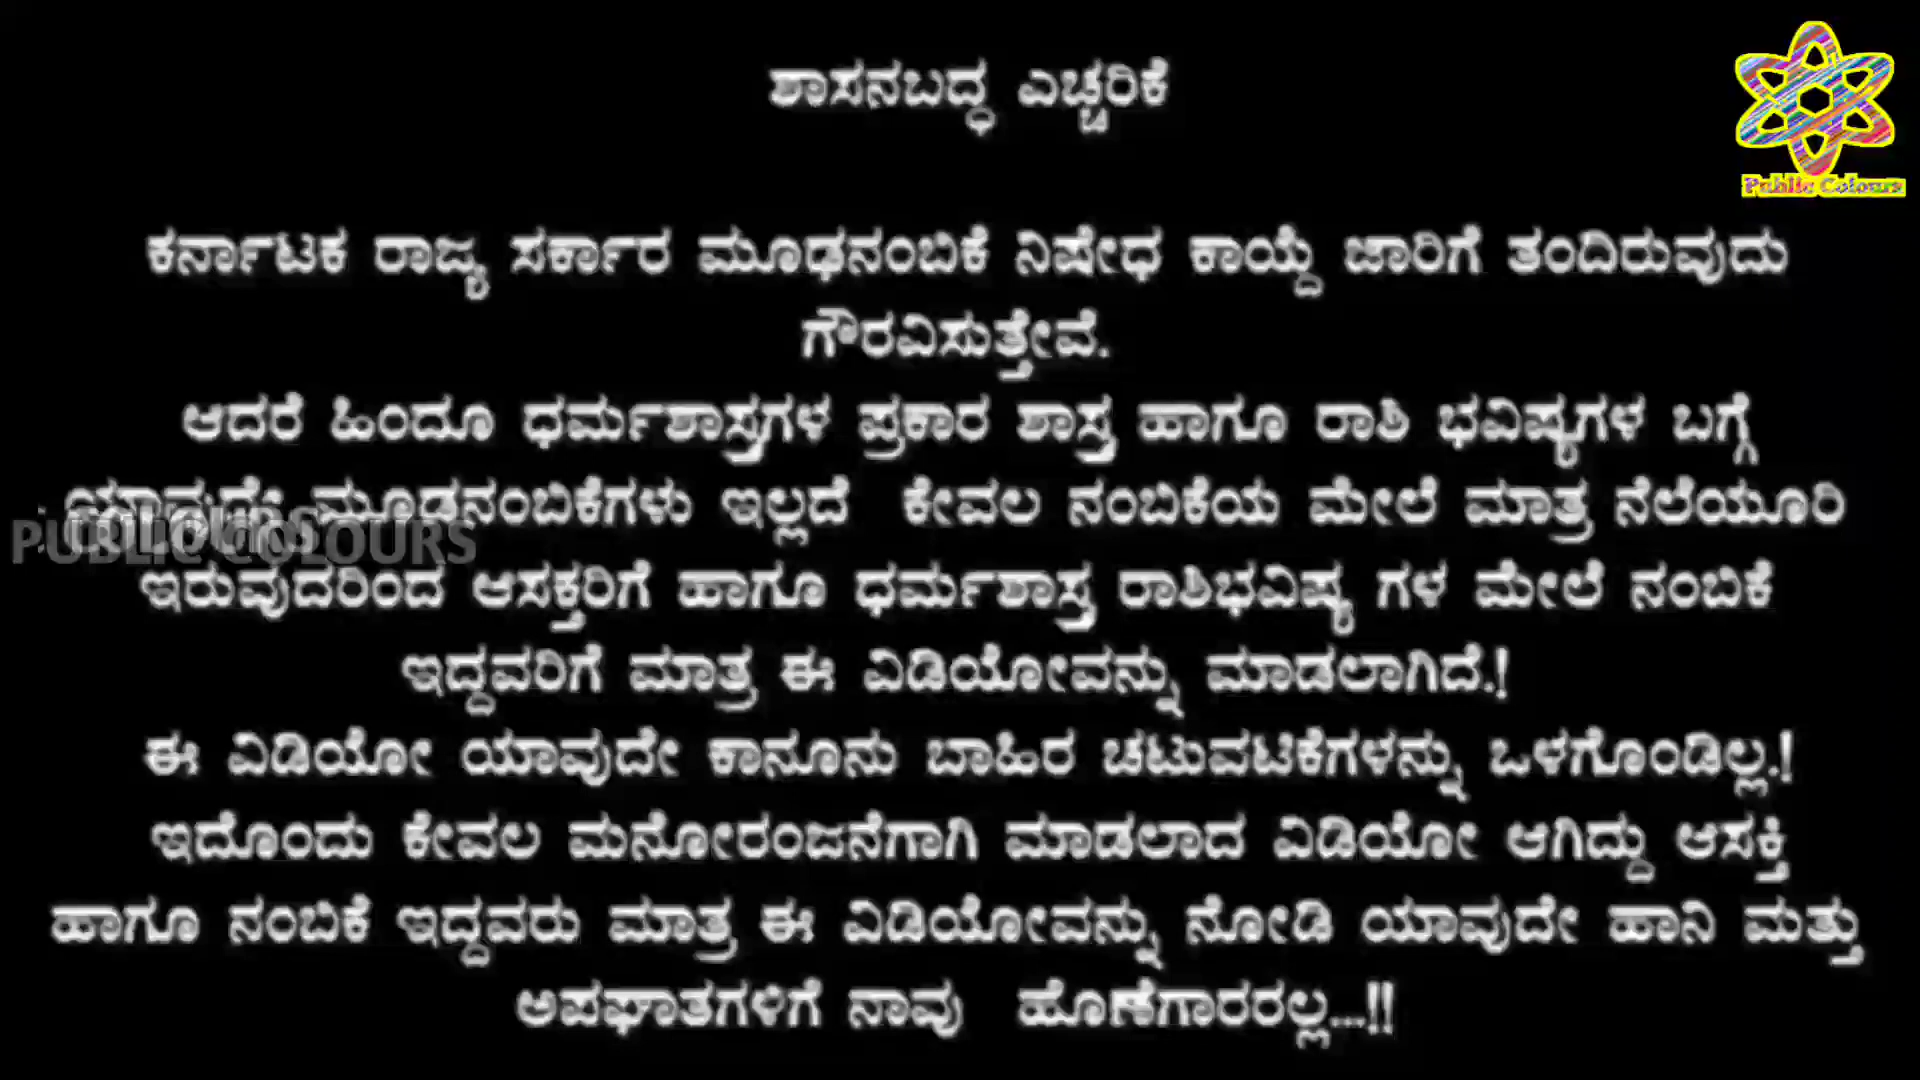 ಶಾಸನಬದ್ಧ ಎಚ್ಚರಿಕೆ
Public Colours
ಕರ್ನಾಟಕ ರಾಜ್ಯ ಸರ್ಕಾರ ಮೂಢನಂಬಿಕೆ ನಿಷೇಧ ಕಾಯ್ದೆ ಜಾರಿಗೆ ತಂದಿರುವುದು
ಗೌರವಿಸುತ್ತೇವೆ.
ಆದರೆ ಹಿಂದೂ ಧರ್ಮಶಾಸ್ತ್ರಗಳ ಪ್ರಕಾರ ಶಾಸ್ತ್ರ ಹಾಗೂ ರಾಶಿ ಭವಿಷ್ಯಗಳ ಬಗ್ಗೆ
ಯಾವುದೇ ಮೂಢನಂಬಿಕೆಗಳು ಇಲ್ಲದೆ ಕೇವಲ ನಂಬಿಕೆಯ ಮೇಲೆ ಮಾತ್ರ ನೆಲೆಯೂರಿ
PUBLIC COLOURS
ಇರುವುದರಿಂದ ಆಸಕ್ತರಿಗೆ ಹಾಗೂ ಧರ್ಮಶಾಸ್ತ್ರ ರಾಶಿಭವಿಷ್ಯ ಗಳ ಮೇಲೆ ನಂಬಿಕೆ
ಇದ್ದವರಿಗೆ ಮಾತ್ರ ಈ ವಿಡಿಯೋವನ್ನು ಮಾಡಲಾಗಿದೆ.!
ಈ ವಿಡಿಯೋ ಯಾವುದೇ ಕಾನೂನು ಬಾಹಿರ ಚಟುವಟಿಕೆಗಳನ್ನು ಒಳಗೊಂಡಿಲ್ಲ.!
ಇದೊಂದು ಕೇವಲ ಮನೋರಂಜನೆಗಾಗಿ ಮಾಡಲಾದ ವಿಡಿಯೋ ಆಗಿದ್ದು ಆಸಕ್ತಿ
ಹಾಗೂ ನಂಬಿಕೆ ಇದ್ದವರು ಮಾತ್ರ ಈ ವಿಡಿಯೋವನ್ನು ನೋಡಿ ಯಾವುದೇ ಹಾನಿ ಮತ್ತು
ಅಪಘಾತಗಳಿಗೆ ನಾವು ಹೊಣೆಗಾರರಲ್ಲ...!!